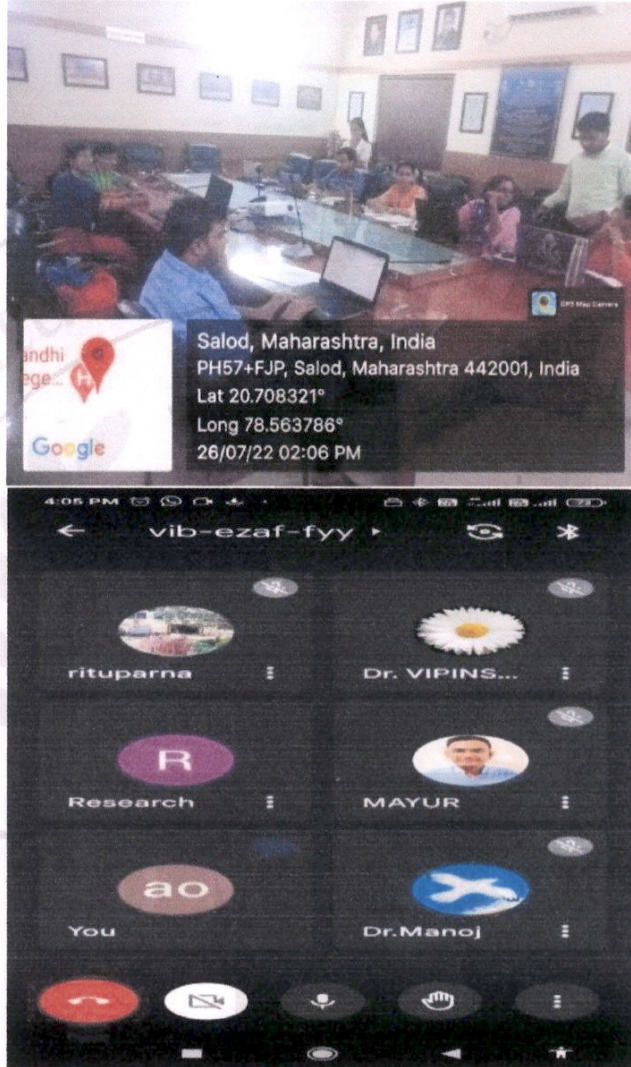 GPS Map Camera
andhi
ege...
H
Google
Salod, Maharashtra, India
PH57+FJP, Salod, Maharashtra 442001, India
Lat 20.708321°
Long 78.563786°
26/07/22 02:06 PM
4:05 PM
vib-ezaf-fyy
rituparna
Dr. VIPINS...
R
Research
MAYUR
ao
You
Dr.Manoj